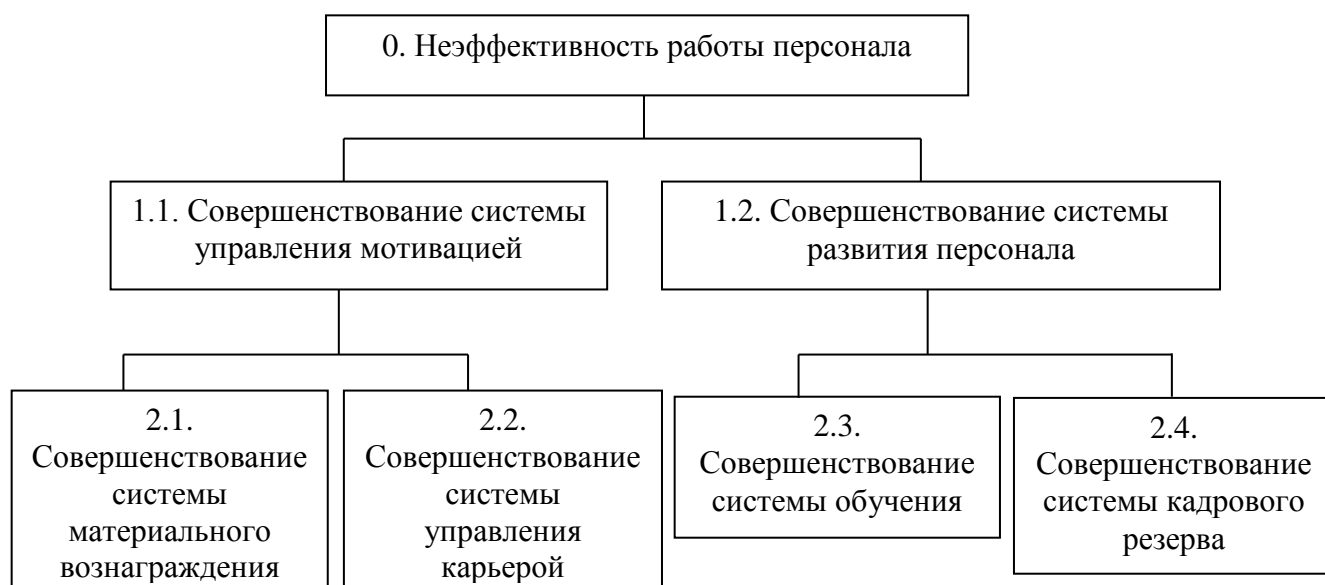 0. Неэффективность работы персонала
1.1. Совершенствование системы
управления мотивацией
1.2. Совершенствование системы
развития персонала
2.1.
Совершенствование
системы
материального
вознаграждения
2.2.
Совершенствование
системы
управления
карьерой
2.3.
Совершенствование
системы обучения
2.4.
Совершенствование
системы кадрового
резерва